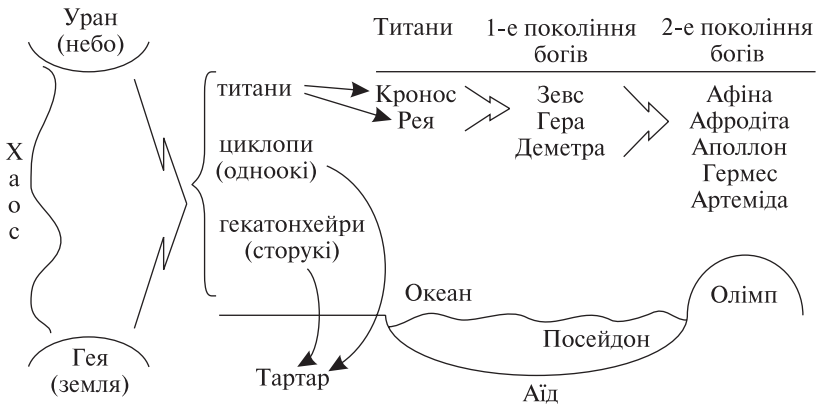 Уран
(небо)
Хаос
Гея
(земля)
титани
циклопи
(одноокі)
гекатонхейри
(сторукі)
Тартар
Титани
1-е покоління
богів
2-е покоління
богів
Кронос
Рея
Зевс
Гера
Деметра
Афіна
Афродіта
Аполлон
Гермес
Артеміда
Океан
Посейдон
Аїд
Олімп